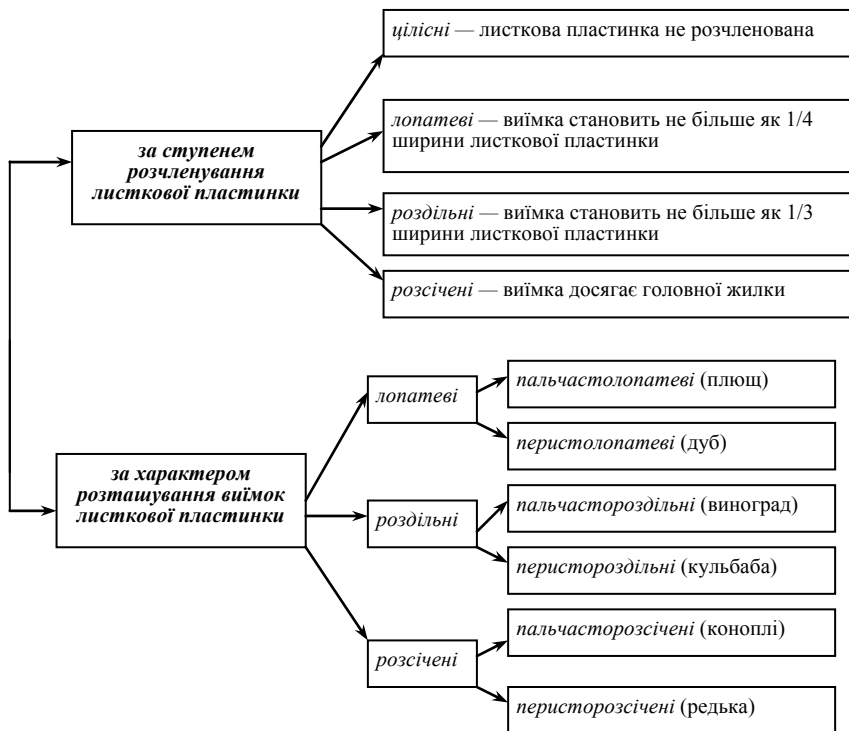 цілісні — листкова пластинка не розчленована
лопатеві — виїмка становить не більше як 1/4
ширини листкової пластинки
за ступенем
розчленування
листкової пластинки
роздільні — виїмка становить не більше як 1/3
ширини листкової пластинки
розсічені — виїмка досягає головної жилки
лопатеві
пальчастолопатеві (плющ)
перистолопатеві (дуб)
за характером
розташування виїмок
листкової пластинки
роздільні
пальчастороздільні (виноград)
перистороздільні (кульбаба)
розсічені
пальчасторозсічені (коноплі)
перисторозсічені (редька)